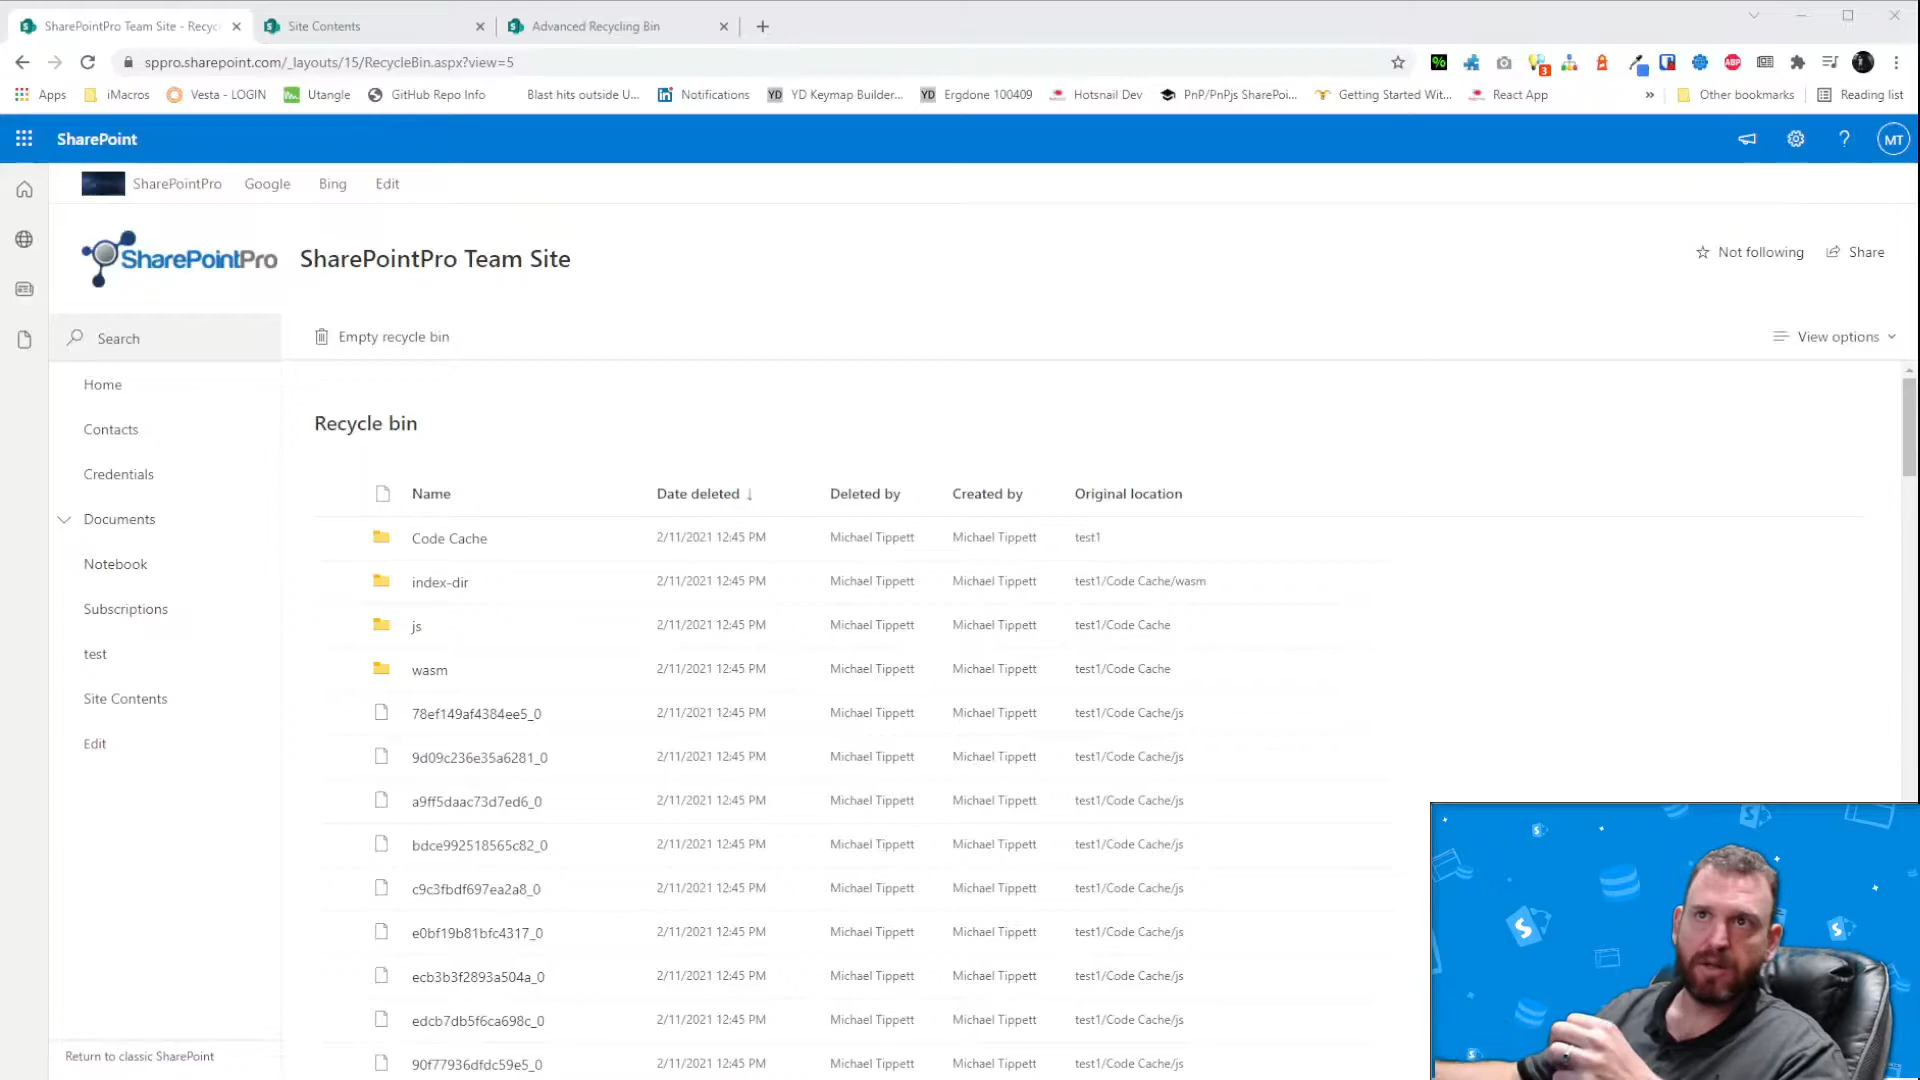 SharePointPro Team Site - Recyc
Site Contents
Advanced Recycling Bin
sppro.sharepoint.com/_layouts/15/RecycleBin.aspx?view=5
%
3
ABP
Apps
iMacros
Vesta - LOGIN
Utangle
GitHub Repo Info
Blast hits outside U...
Notifications
YD YD Keymap Builder...
YD Ergdone 100409
Hotsnail Dev
PnP/PnPjs SharePoi...
Getting Started Wit...
React App
»
Other bookmarks
Reading list
SharePoint
?
MT
SharePointPro
Google
Bing
Edit
SharePointPro
SharePointPro Team Site
Not following
Share
Search
Empty recycle bin
View options
Home
Contacts
Credentials
Documents
Notebook
Subscriptions
test
Site Contents
Edit
Return to classic SharePoint
Recycle bin
Name Date deleted ↓ Deleted by Created by Original location
Code Cache 2/11/2021 12:45 PM Michael Tippett Michael Tippett test1
index-dir 2/11/2021 12:45 PM Michael Tippett Michael Tippett test1/Code Cache/wasm
js 2/11/2021 12:45 PM Michael Tippett Michael Tippett test1/Code Cache
wasm 2/11/2021 12:45 PM Michael Tippett Michael Tippett test1/Code Cache
78ef149af4384ee5_0 2/11/2021 12:45 PM Michael Tippett Michael Tippett test1/Code Cache/js
9d09c236e35a6281_0 2/11/2021 12:45 PM Michael Tippett Michael Tippett test1/Code Cache/js
a9ff5daac73d7ed6_0 2/11/2021 12:45 PM Michael Tippett Michael Tippett test1/Code Cache/js
bdce992518565c82_0 2/11/2021 12:45 PM Michael Tippett Michael Tippett test1/Code Cache/js
c9c3fbdf697ea2a8_0 2/11/2021 12:45 PM Michael Tippett Michael Tippett test1/Code Cache/js
e0bf19b81bfc4317_0 2/11/2021 12:45 PM Michael Tippett Michael Tippett test1/Code Cache/js
ecb3b3f2893a504a_0 2/11/2021 12:45 PM Michael Tippett Michael Tippett test1/Code Cache/js
edcb7db5f6ca698c_0 2/11/2021 12:45 PM Michael Tippett Michael Tippett test1/Code Cache/js
90f77936dfdc59e5_0 2/11/2021 12:45 PM Michael Tippett Michael Tippett test1/Code Cache/js